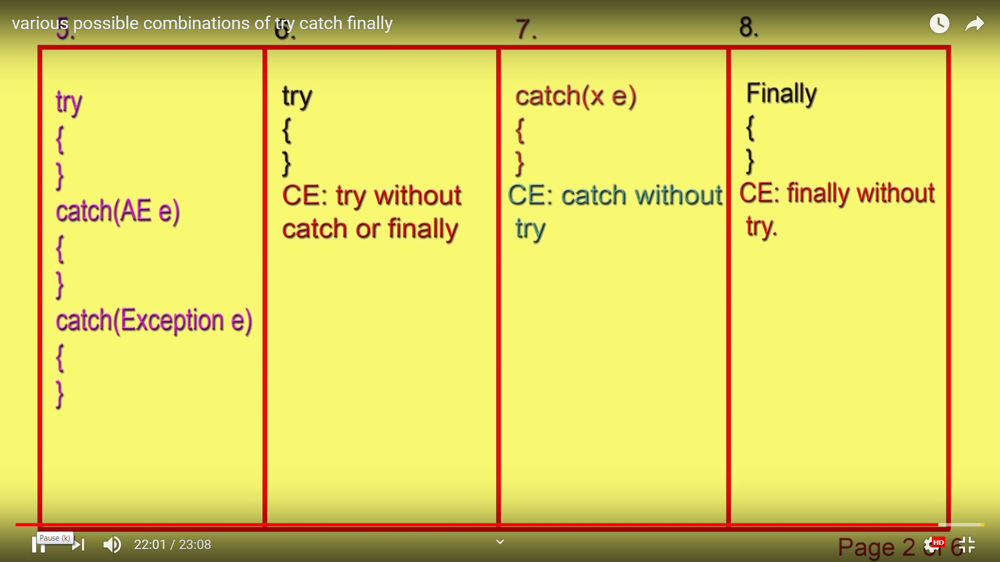 various possible combinations of try catch finally
5.
6.
7.
8.
try
{
}
catch(AE e)
{
}
catch(Exception e)
{
}
try
{
}
CE: try without
catch or finally
catch(x e)
{
}
CE: catch without
try
Finally
{
}
CE: finally without
try.
Pause (k)
22:01 / 23:08
HD
Page 2 of 6